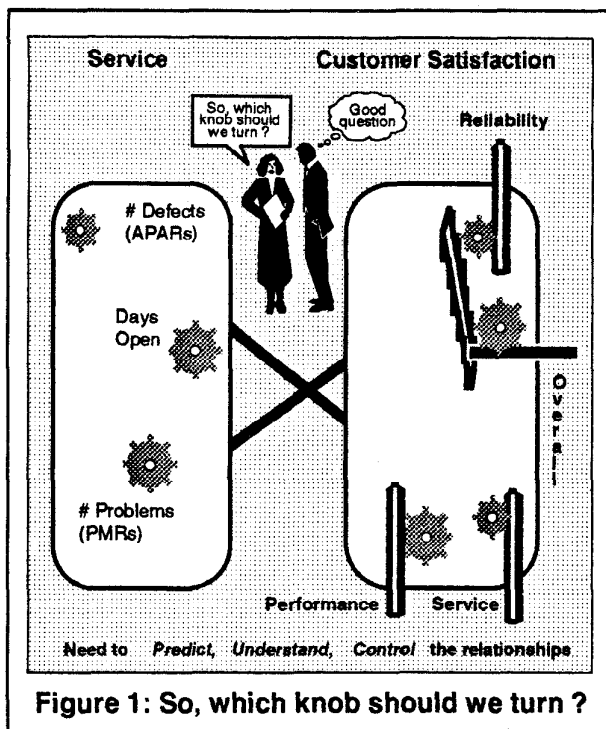 Service
Customer Satisfaction
So, which
knob should
we turn ?
Good
question
Reliability
# Defects
(APARs)
Days
Open
Overall
# Problems
(PMRs)
Performance
Service
Need to Predict, Understand, Control the relationships
Figure 1: So, which knob should we turn ?